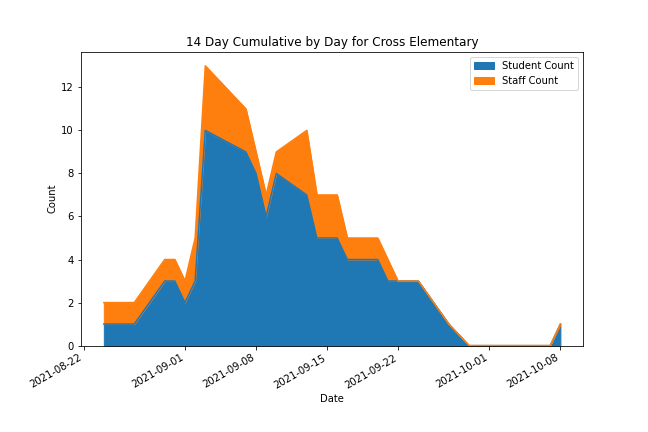 14 Day Cumulative by Day for Cross Elementary
Student Count
Staff Count
Count
12
10
8
6
4
2
0
2021-08-22
2021-09-01
2021-09-08
2021-09-15
2021-09-22
2021-10-01
2021-10-08
Date